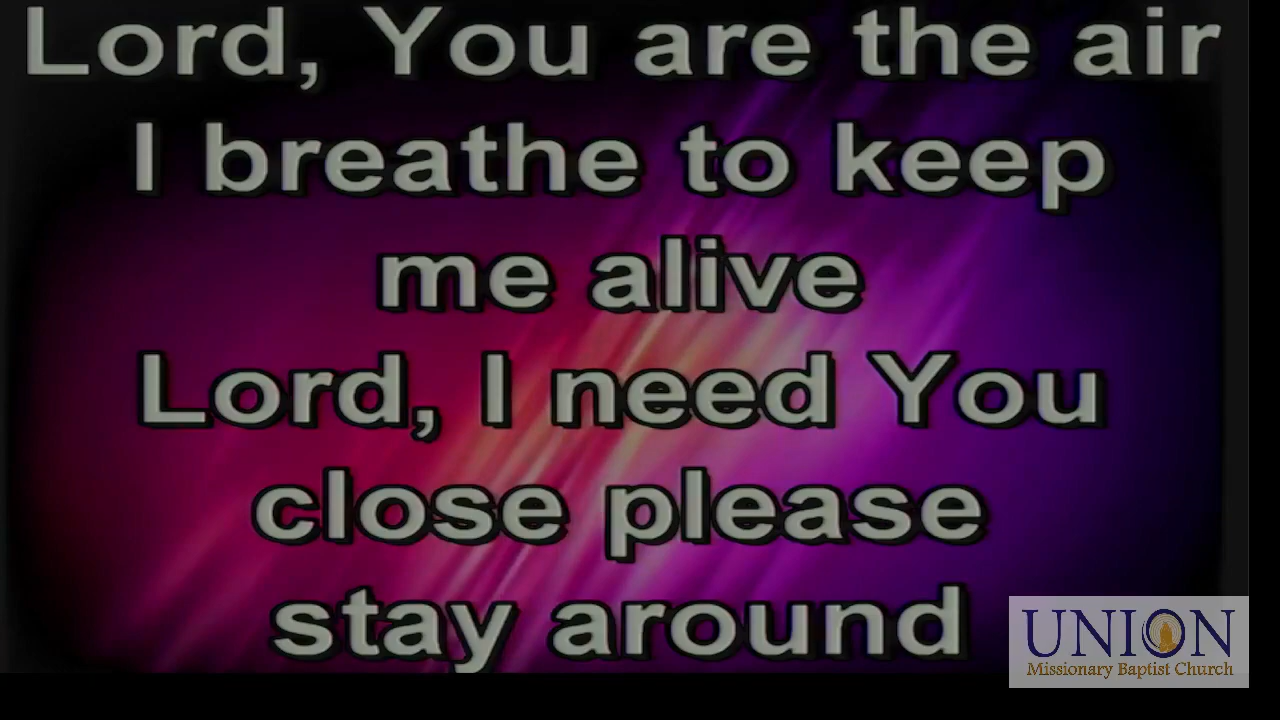 Lord, You are the air
I breathe to keep
me alive
Lord, I need You
close please
stay around
UNION
Missionary Baptist Church